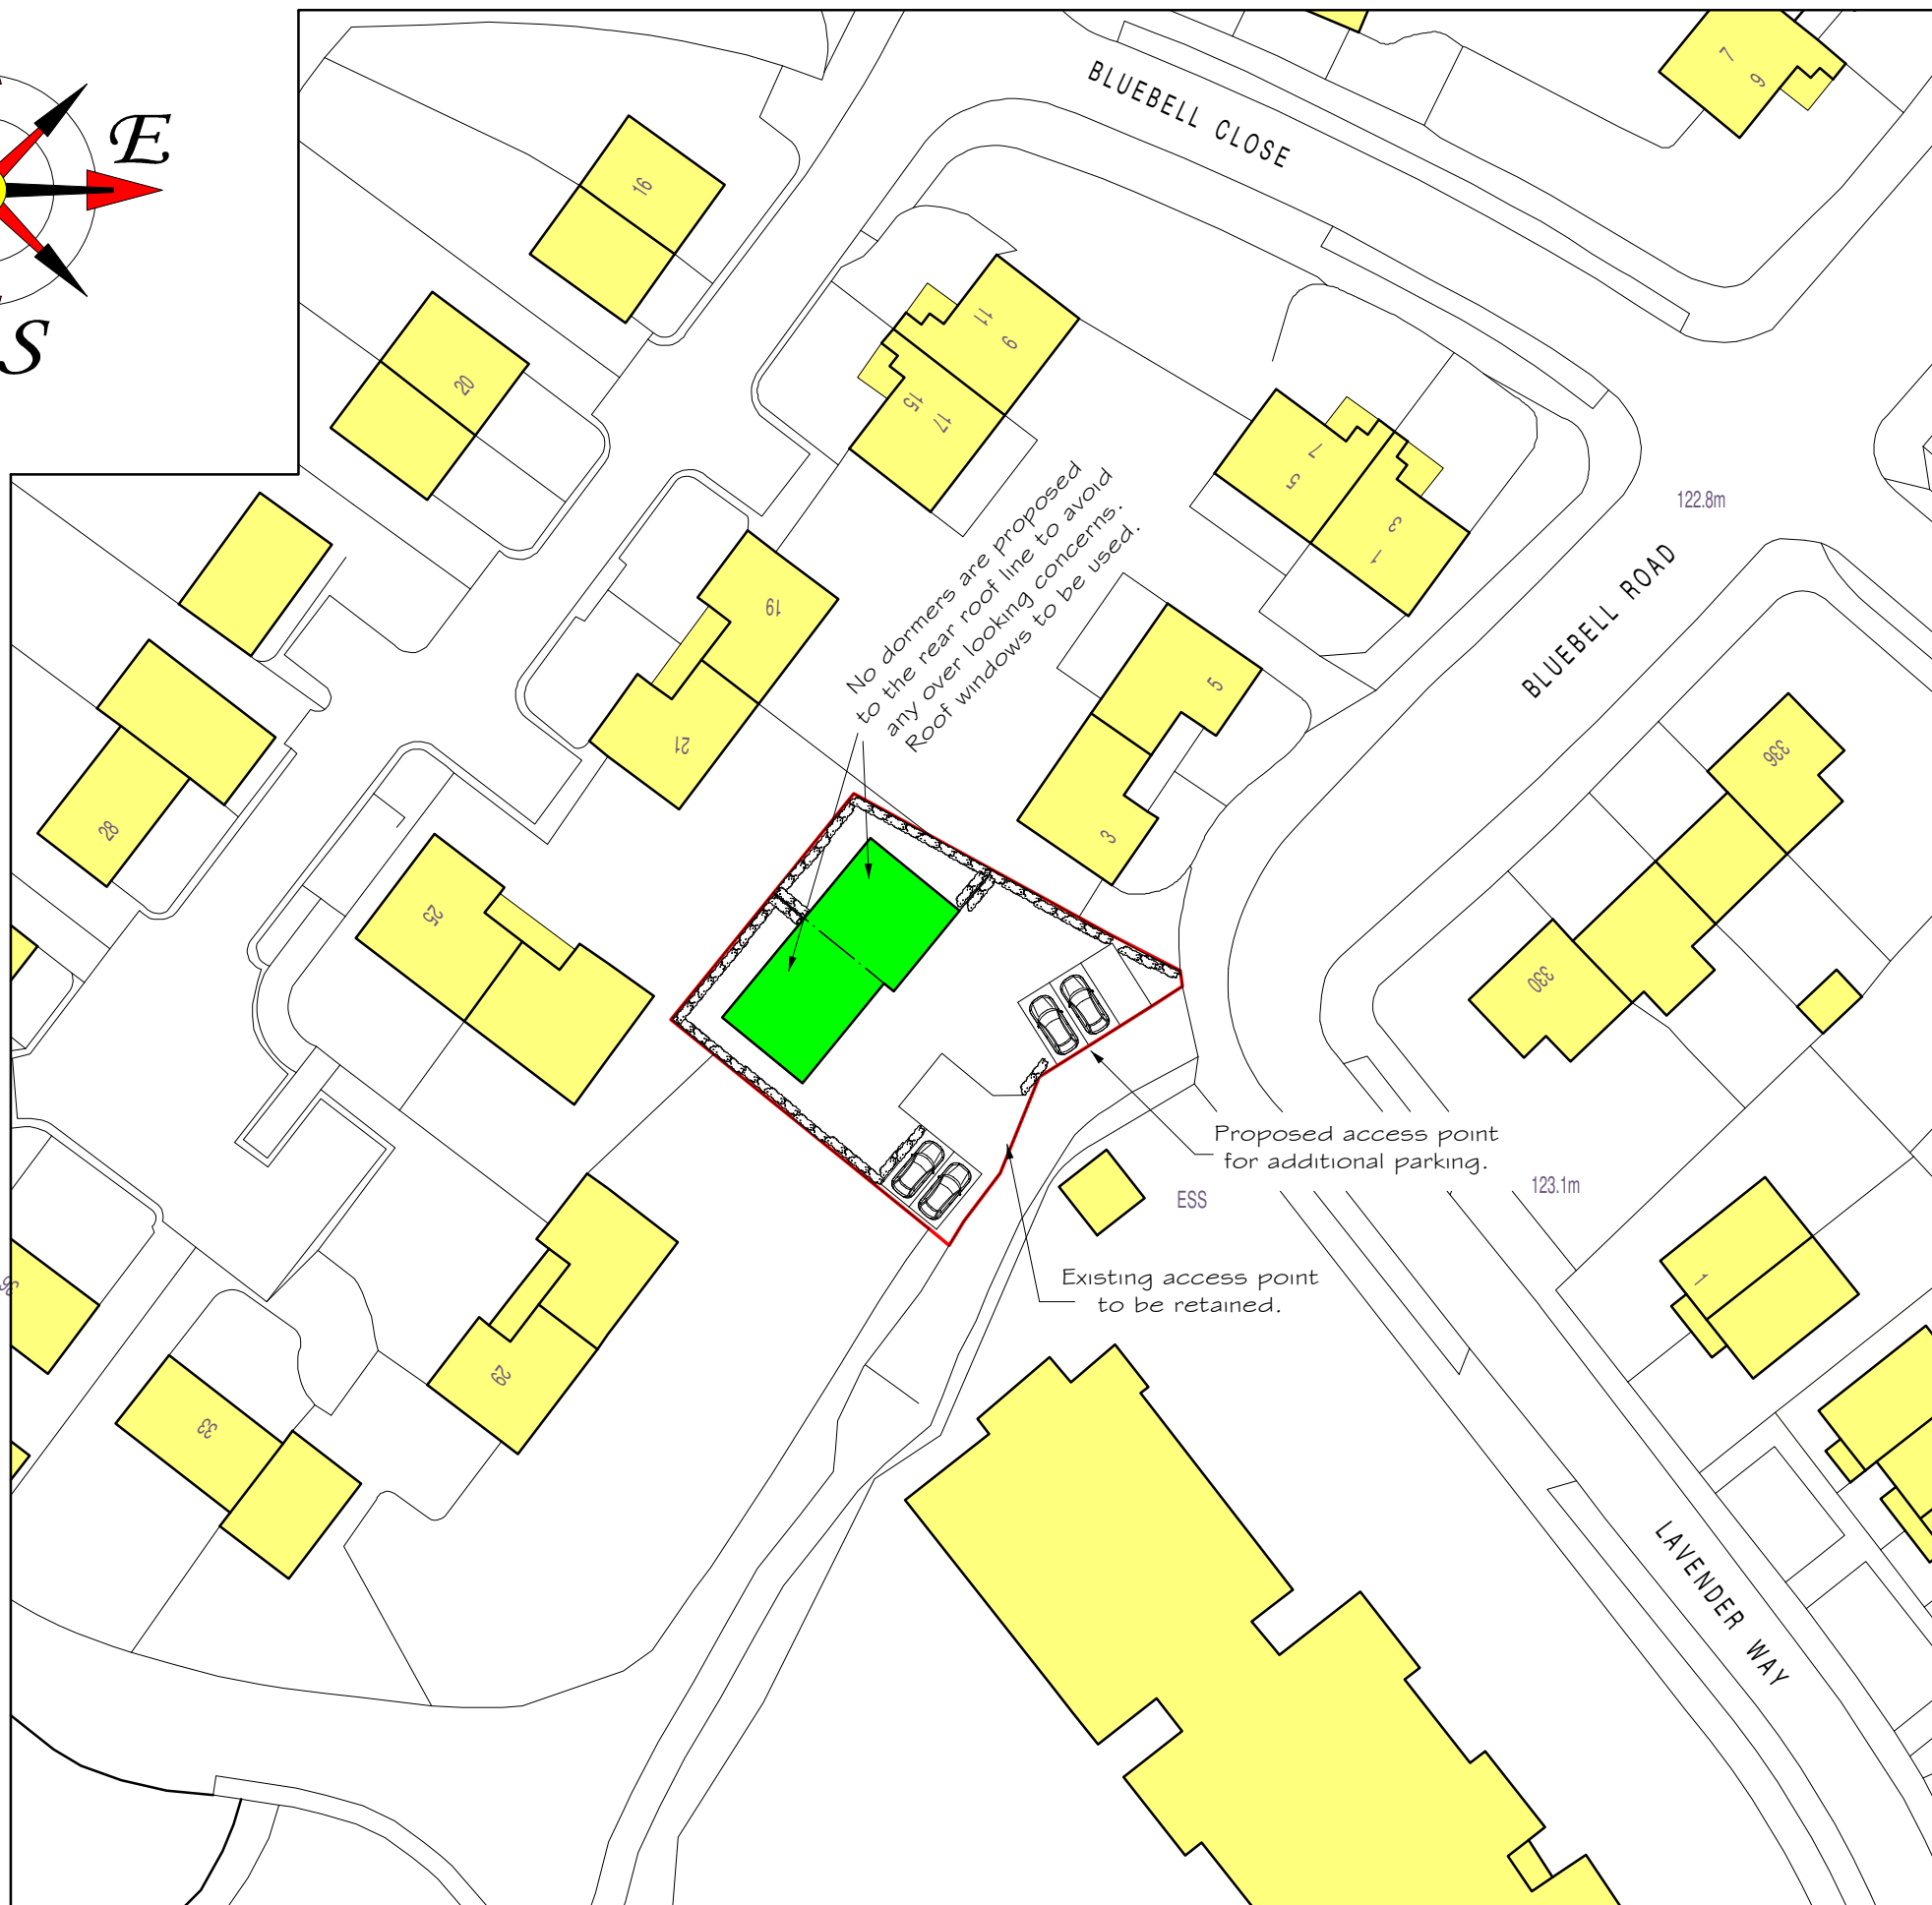 E
S
BLUEBELL CLOSE
7
9
16
20
11
9
15
17
7
5
3
1
122.8m
BLUEBELL ROAD
No dormers are proposed
to the rear roof line to avoid
any over looking concerns.
Roof windows to be used.
19
21
5
3
336
330
28
25
Proposed access point
for additional parking.
ESS
123.1m
Existing access point
to be retained.
1
29
33
36
LAVENDER WAY